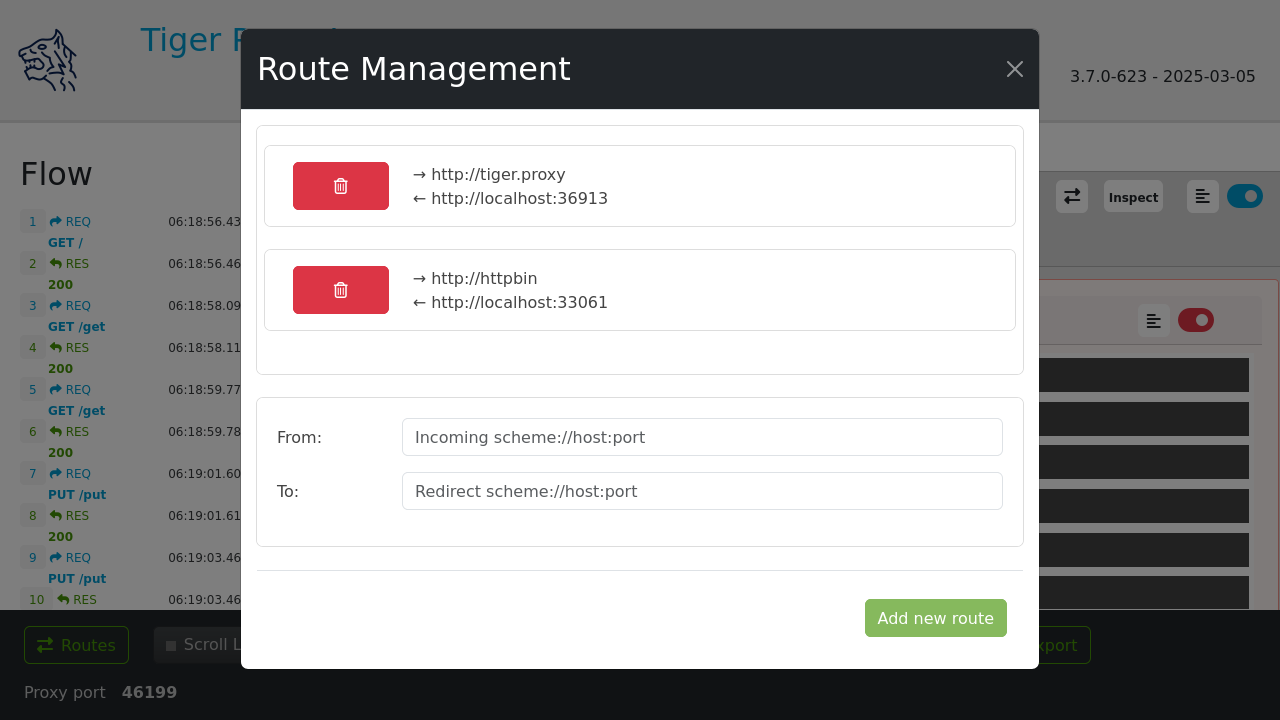 Tiger
3.7.0-623 - 2025-03-05
Route Management
→ http://tiger.proxy
← http://localhost:36913
→ http://httpbin
← http://localhost:33061
From: Incoming scheme://host:port
To: Redirect scheme://host:port
Add new route
Flow
1 REQ 06:18:56.43
GET /
2 RES 06:18:56.46
200
3 REQ 06:18:58.09
GET /get
4 RES 06:18:58.11
200
5 REQ 06:18:59.77
GET /get
6 RES 06:18:59.78
200
7 REQ 06:19:01.60
PUT /put
8 RES 06:19:01.61
200
9 REQ 06:19:03.46
PUT /put
10 RES 06:19:03.46
Inspect
Routes
Scroll L
xport
Proxy port 46199